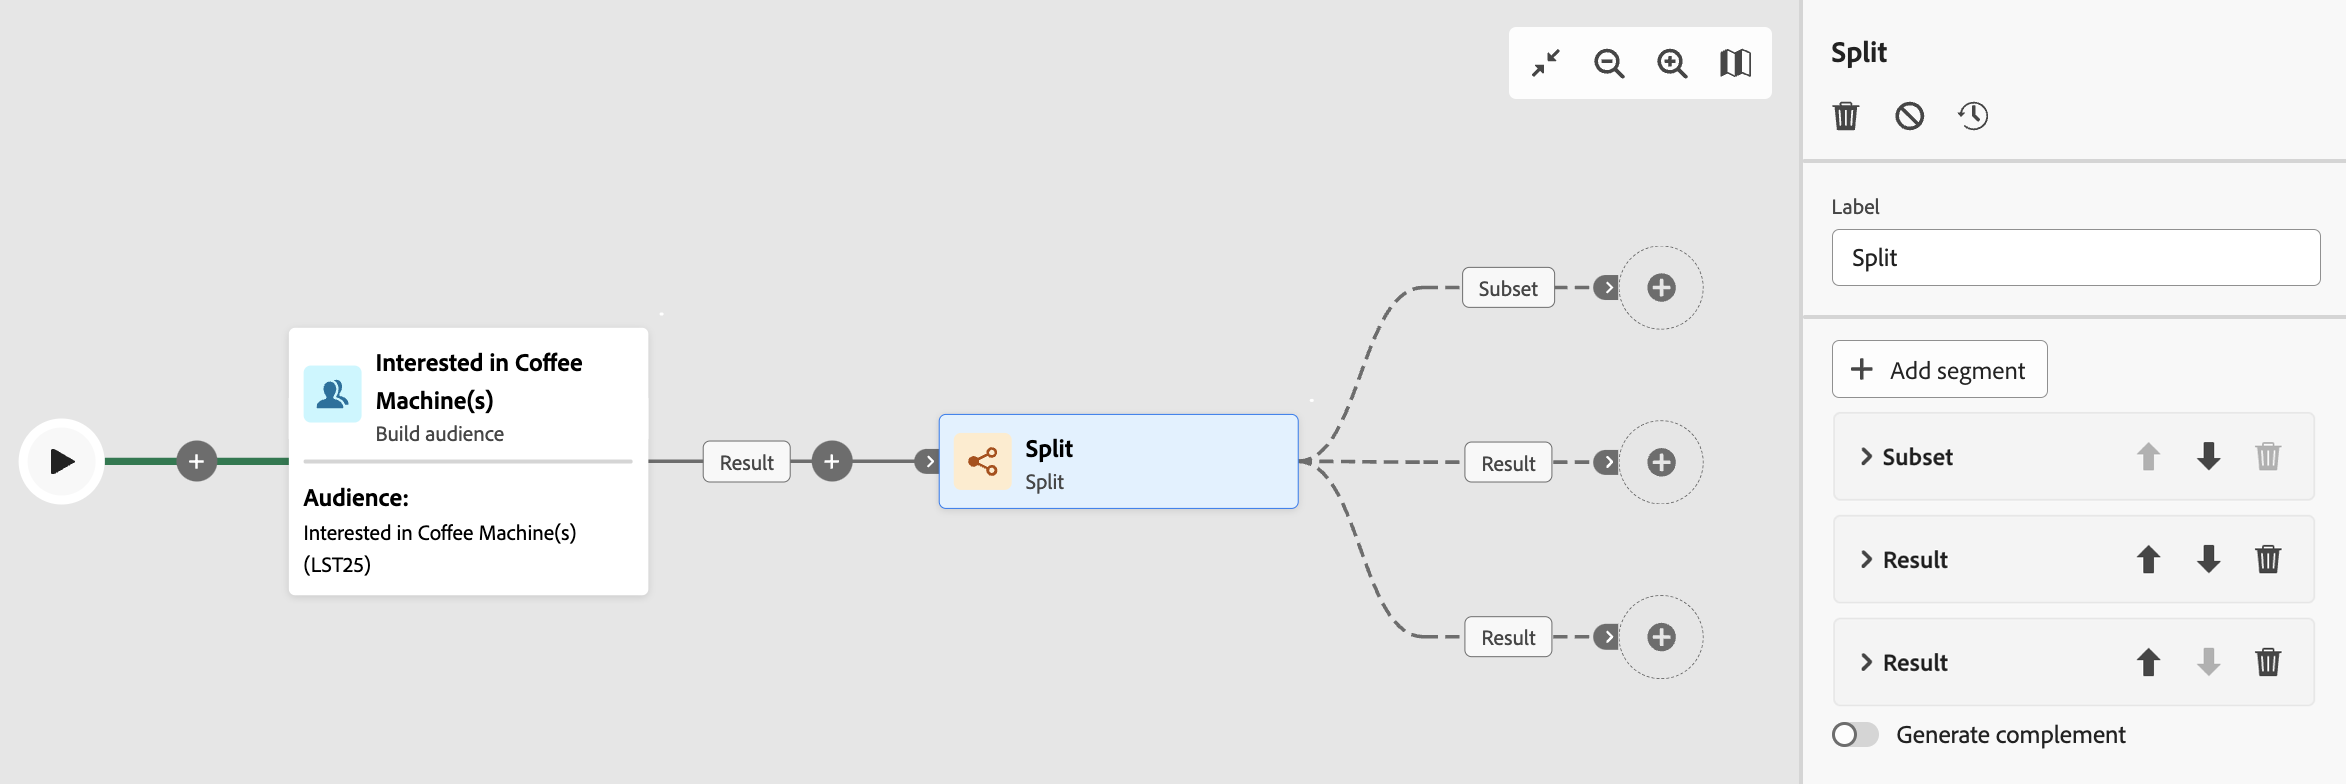 Interested in Coffee
Machine(s)
Build audience
Audience:
Interested in Coffee Machine(s)
(LST25)
Result
Split
Split
Subset
Result
Result
Split
Label
Split
Add segment
Subset
Result
Result
Generate complement